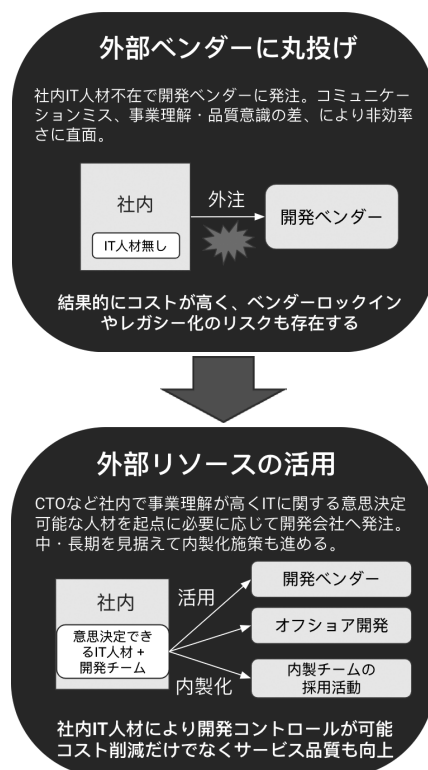 外部ベンダーに丸投げ
社内IT人材不在で開発ベンダーに発注。コミュニケー
ションミス、事業理解・品質意識の差、により非効率
さに直面。
社内
IT人材無し
外注
開発ベンダー
結果的にコストが高く、ベンダーロックイン
やレガシー化のリスクも存在する
外部リソースの活用
CTOなど社内で事業理解が高くITに関する意思決定
可能な人材を起点に必要に応じて開発会社へ発注。
中・長期を見据えて内製化施策も進める。
社内
意思決定でき
るIT人材 +
開発チーム
活用
内製化
開発ベンダー
オフショア開発
内製チームの
採用活動
社内IT人材により開発コントロールが可能
コスト削減だけでなくサービス品質も向上